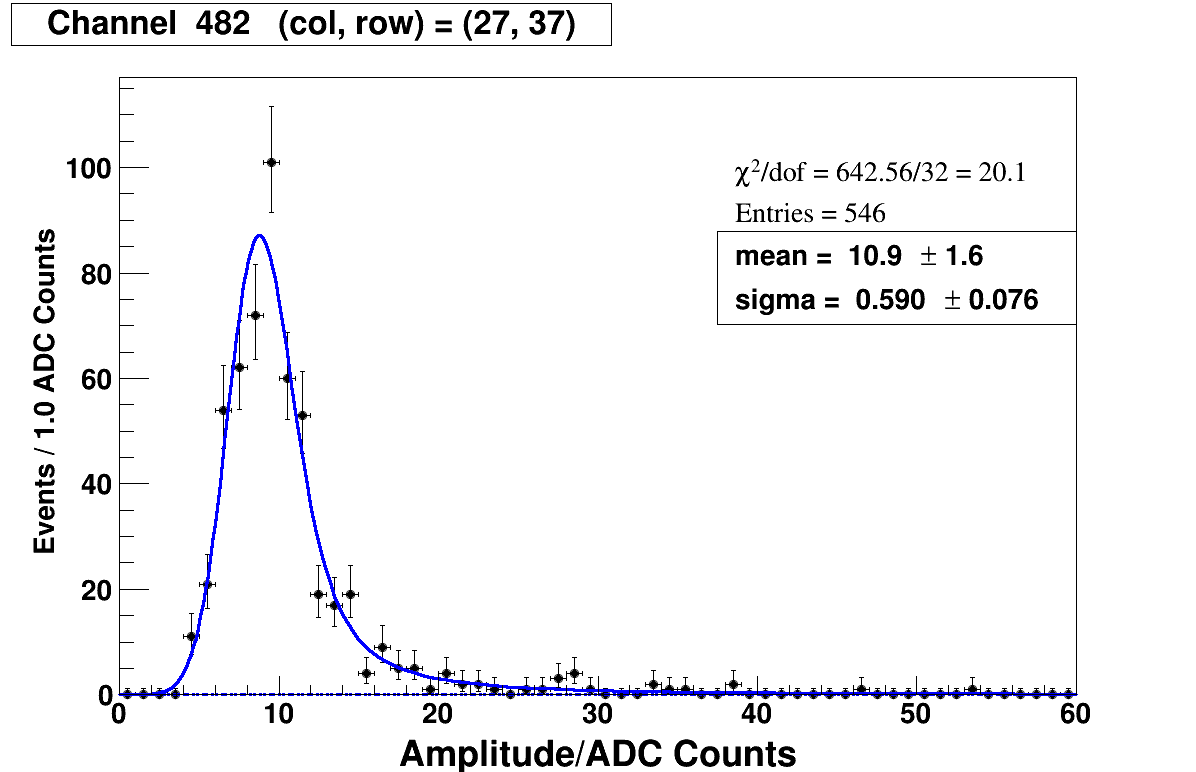 Channel 482 (col, row) = (27, 37)
χ²/dof = 642.56/32 = 20.1
Entries = 546
mean = 10.9 ± 1.6
sigma = 0.590 ± 0.076
Events / 1.0 ADC Counts
100
80
60
40
20
0
0 10 20 30 40 50 60
Amplitude/ADC Counts